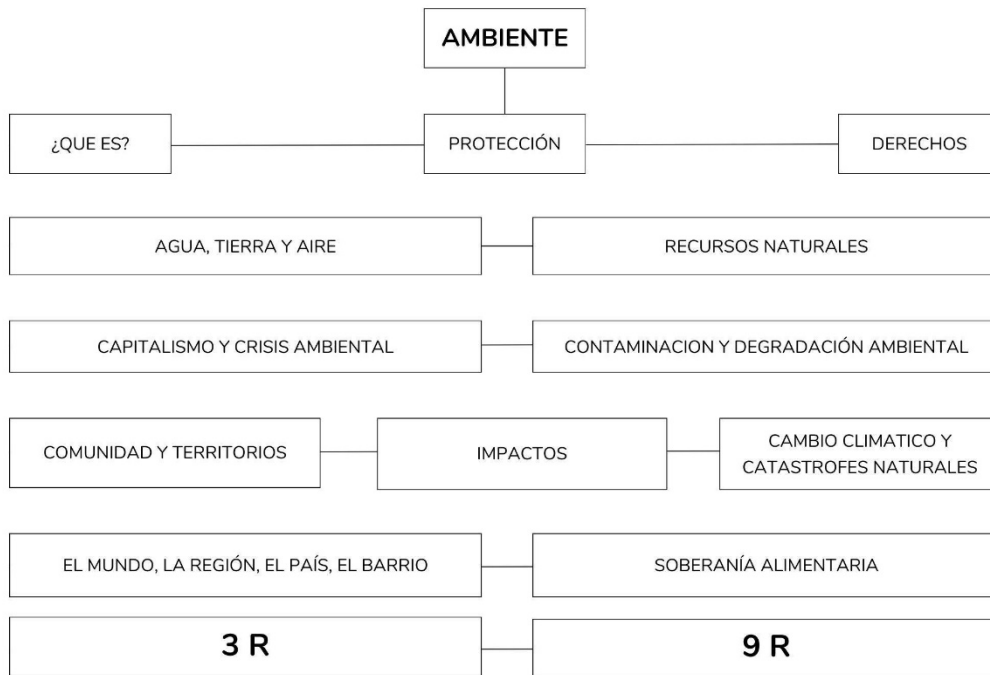 AMBIENTE
¿QUE ES?
PROTECCIÓN
DERECHOS
AGUA, TIERRA Y AIRE
RECURSOS NATURALES
CAPITALISMO Y CRISIS AMBIENTAL
CONTAMINACION Y DEGRADACIÓN AMBIENTAL
COMUNIDAD Y TERRITORIOS
IMPACTOS
CAMBIO CLIMATICO Y
CATASTROFES NATURALES
EL MUNDO, LA REGIÓN, EL PAÍS, EL BARRIO
SOBERANÍA ALIMENTARIA
3 R
9 R